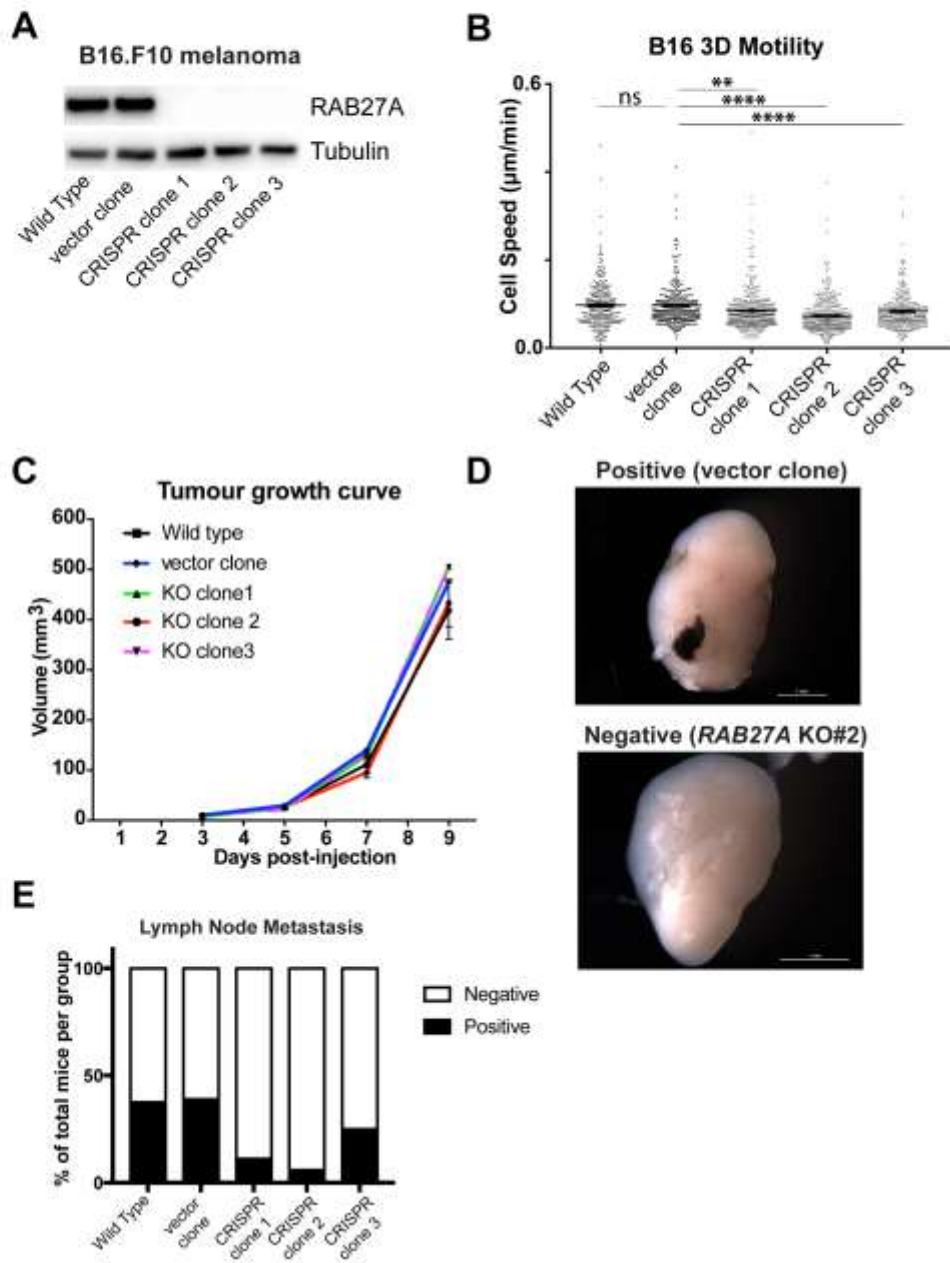 A
B16.F10 melanoma
RAB27A
Tubulin
Wild Type
vector clone
CRISPR clone 1
CRISPR clone 2
CRISPR clone 3
B
B16 3D Motility
Cell Speed (µm/min)
0.6
0.0
ns
**
****
****
Wild Type
vector
clone
CRISPR
clone 1
CRISPR
clone 2
CRISPR
clone 3
C
Tumour growth curve
Volume (mm3)
600
500
400
300
200
100
0
Wild type
vector clone
KO clone1
KO clone 2
KO clone3
1 2 3 4 5 6 7 8 9
Days post-injection
D
Positive (vector clone)
Negative (RAB27A KO#2)
E
Lymph Node Metastasis
% of total mice per group
100
50
0
Negative
Positive
Wild Type
vector
clone
CRISPR
clone 1
CRISPR
clone 2
CRISPR
clone 3